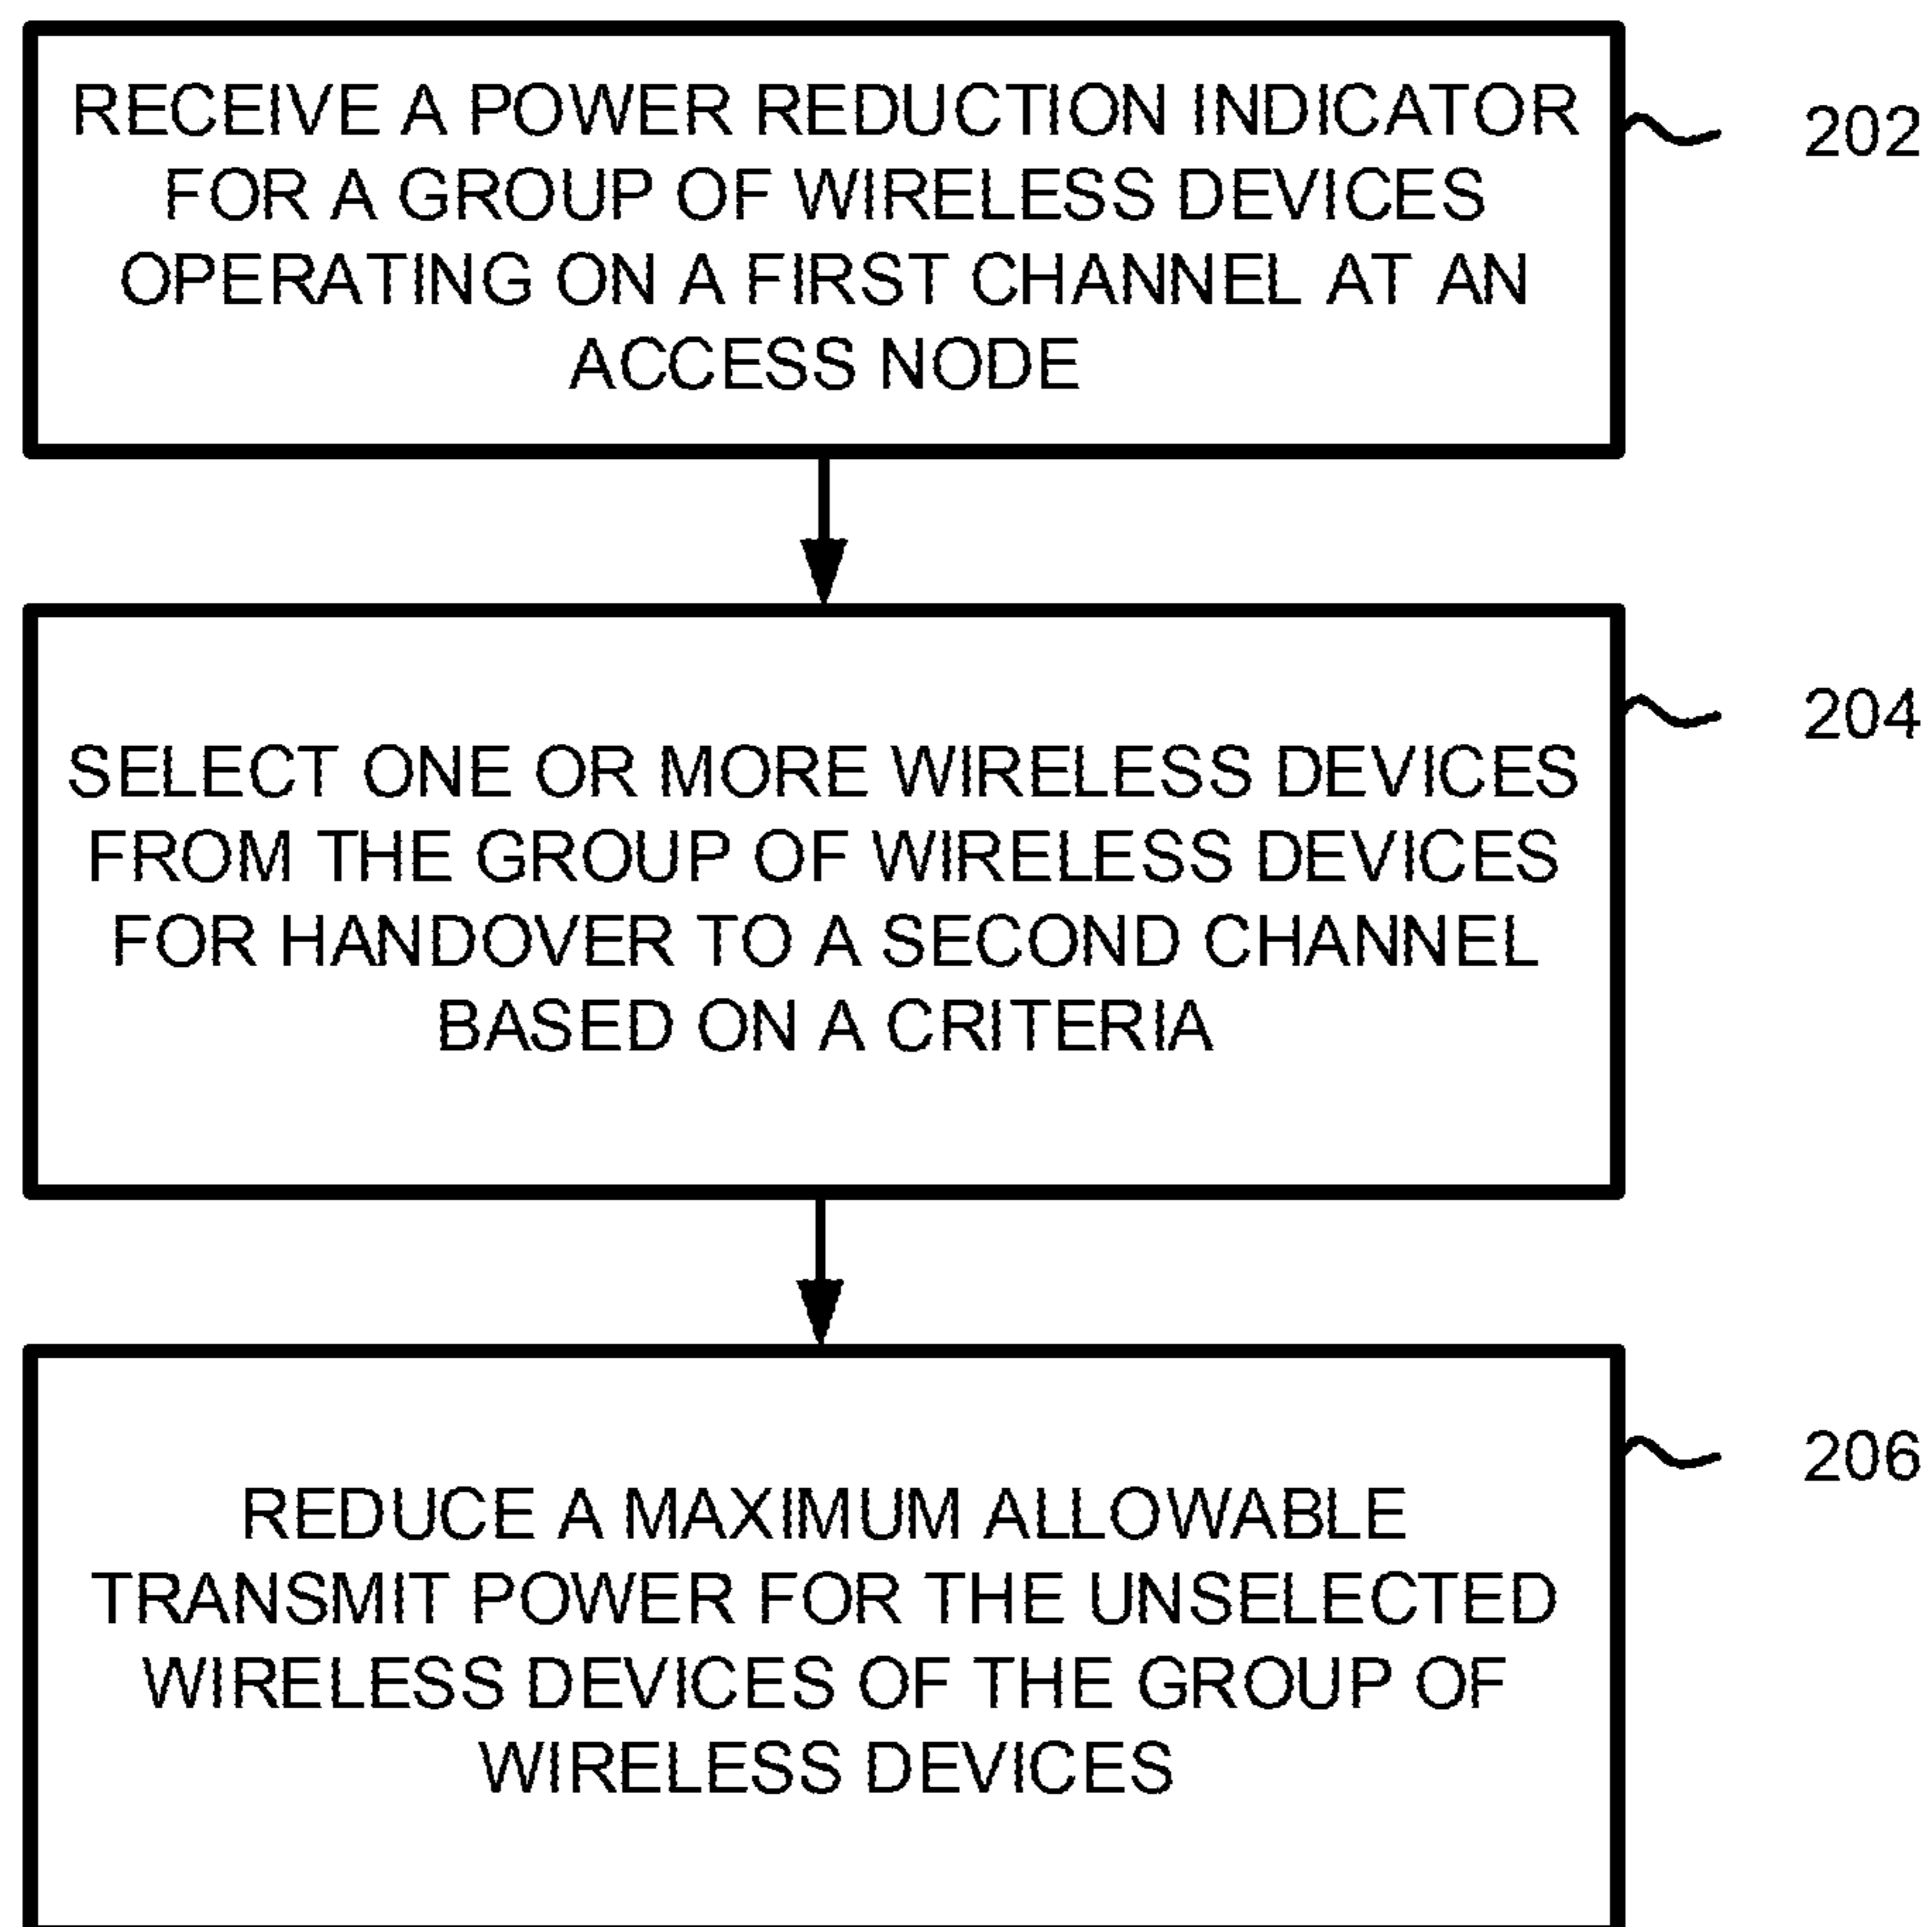 RECEIVE A POWER REDUCTION INDICATOR
FOR A GROUP OF WIRELESS DEVICES
OPERATING ON A FIRST CHANNEL AT AN
ACCESS NODE
202
SELECT ONE OR MORE WIRELESS DEVICES
FROM THE GROUP OF WIRELESS DEVICES
FOR HANDOVER TO A SECOND CHANNEL
BASED ON A CRITERIA
204
REDUCE A MAXIMUM ALLOWABLE
TRANSMIT POWER FOR THE UNSELECTED
WIRELESS DEVICES OF THE GROUP OF
WIRELESS DEVICES
206